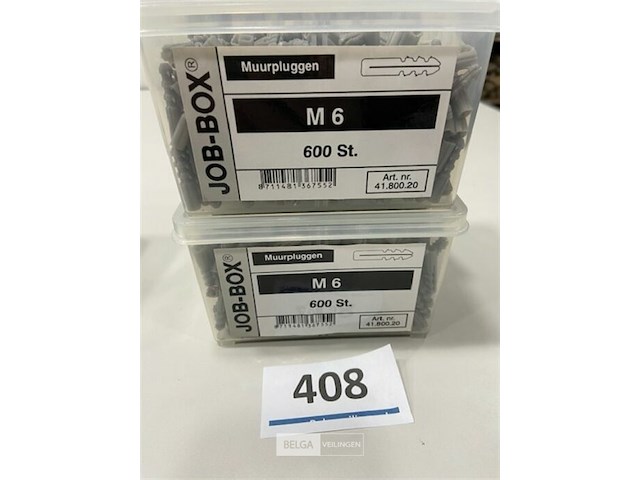 JOB-BOX®
Muurpluggen
M 6
600 St.
8711481367552
Art. nr.
41.800.20
JOB-BOX®
Muurpluggen
M 6
600 St.
8711481367552
Art. nr.
41.800.20
408
BELGA VEILINGEN